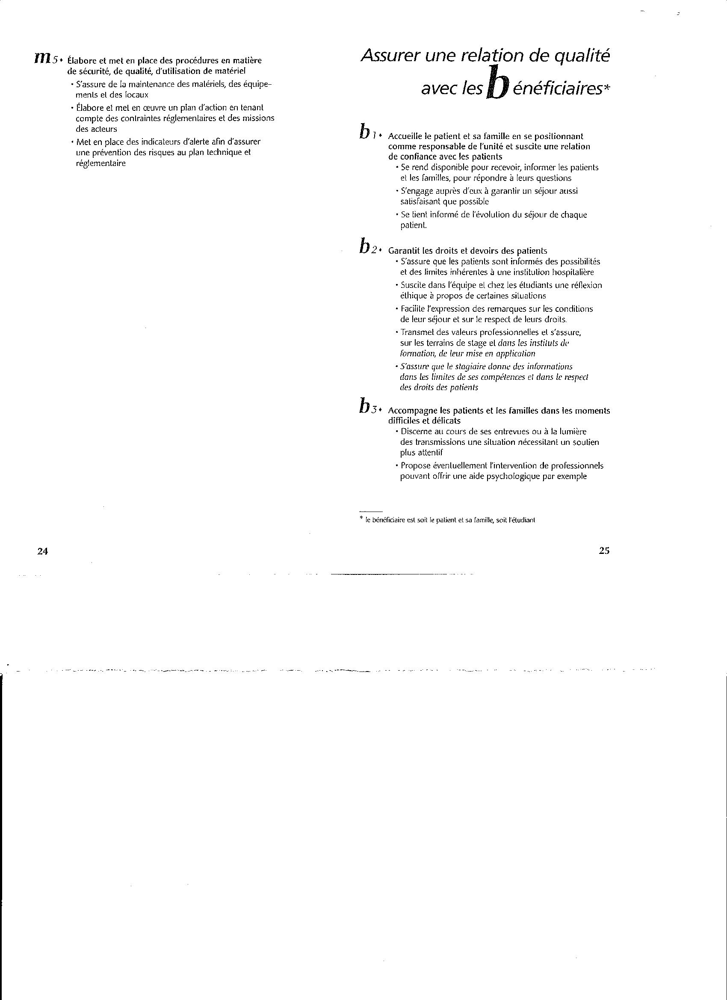 m5• Élabore et met en place des procédures en matière
de sécurité, de qualité, d'utilisation de matériel
• S'assure de la maintenance des matériels, des équipe-
ments et des locaux
• Élabore et met en œuvre un plan d'action en tenant
compte des contraintes réglementaires et des missions
des acteurs
• Met en place des indicateurs d'alerte afin d'assurer
une prévention des risques au plan technique et
réglementaire
24
Assurer une relation de qualité
avec les bénéficiaires*
b1• Accueille le patient et sa famille en se positionnant
comme responsable de l'unité et suscite une relation
de confiance avec les patients
• Se rend disponible pour recevoir, informer les patients
et les familles, pour répondre à leurs questions
• S'engage auprès d'eux à garantir un séjour aussi
satisfaisant que possible
• Se tient informé de l'évolution du séjour de chaque
patient.
b2• Garantit les droits et devoirs des patients
• S'assure que les patients sont informés des possibilités
et des limites inhérentes à une institution hospitalière
• Suscite dans l'équipe et chez les étudiants une réflexion
éthique à propos de certaines situations
• Facilite l'expression des remarques sur les conditions
de leur séjour et sur le respect de leurs droits.
• Transmet des valeurs professionnelles et s'assure,
sur les terrains de stage et dans les instituts de
formation, de leur mise en application
• S'assure que le stagiaire donne des informations
dans les limites de ses compétences et dans le respect
des droits des patients
b3• Accompagne les patients et les familles dans les moments
difficiles et délicats
• Discerne au cours de ses entrevues ou à la lumière
des transmissions une situation nécessitant un soutien
plus attentif
• Propose éventuellement l'intervention de professionnels
pouvant offrir une aide psychologique par exemple
* le bénéficiaire est soit le patient et sa famille, soit l'étudiant
25